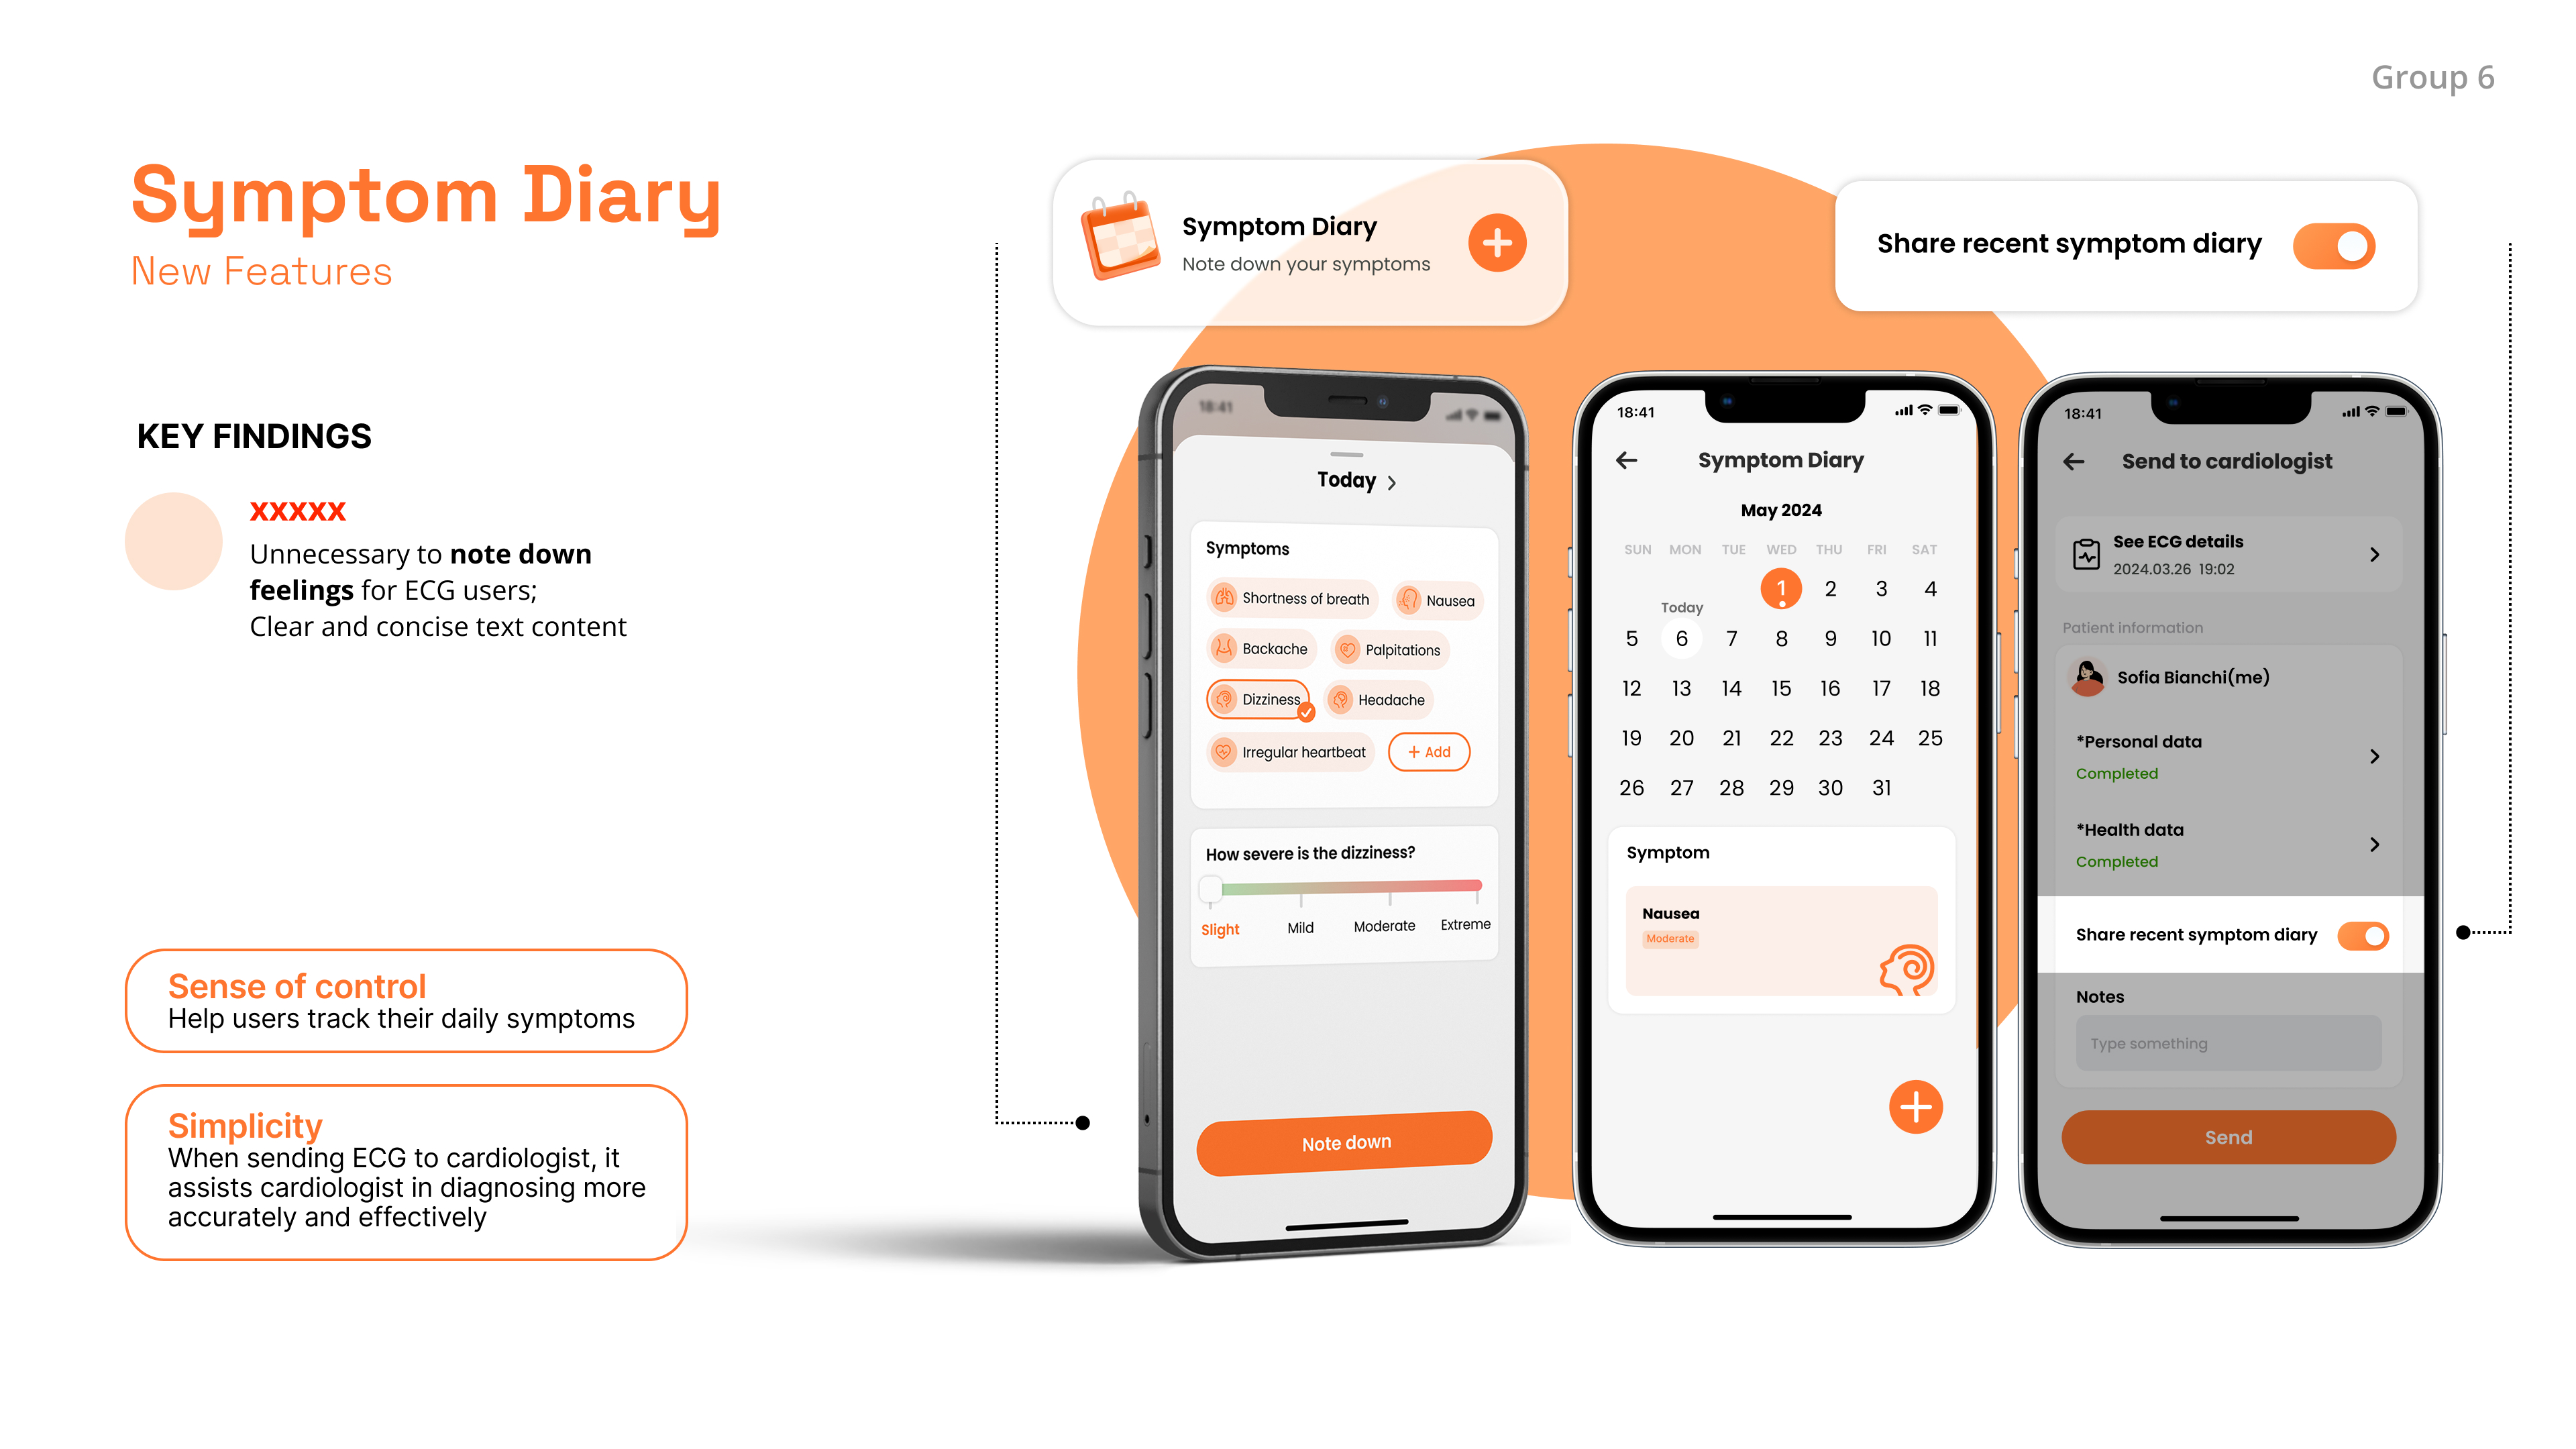 Group 6
Symptom Diary
New Features
KEY FINDINGS
xxxxx
Unnecessary to note down
feelings for ECG users;
Clear and concise text content
Sense of control
Help users track their daily symptoms
Simplicity
When sending ECG to cardiologist, it
assists cardiologist in diagnosing more
accurately and effectively
Symptom Diary
Note down your symptoms
Share recent symptom diary
18:41
Today
Symptoms
Shortness of breath
Nausea
Backache
Palpitations
Dizziness
Headache
Irregular heartbeat
+ Add
How severe is the dizziness?
Slight Mild Moderate Extreme
Note down
18:41
Symptom Diary
May 2024
SUN MON TUE WED THU FRI SAT
1 2 3 4
Today
5 6 7 8 9 10 11
12 13 14 15 16 17 18
19 20 21 22 23 24 25
26 27 28 29 30 31
Symptom
Nausea
Moderate
18:41
Send to cardiologist
See ECG details
2024.03.26 19:02
Patient information
Sofia Bianchi(me)
*Personal data
Completed
*Health data
Completed
Share recent symptom diary
Notes
Type something
Send